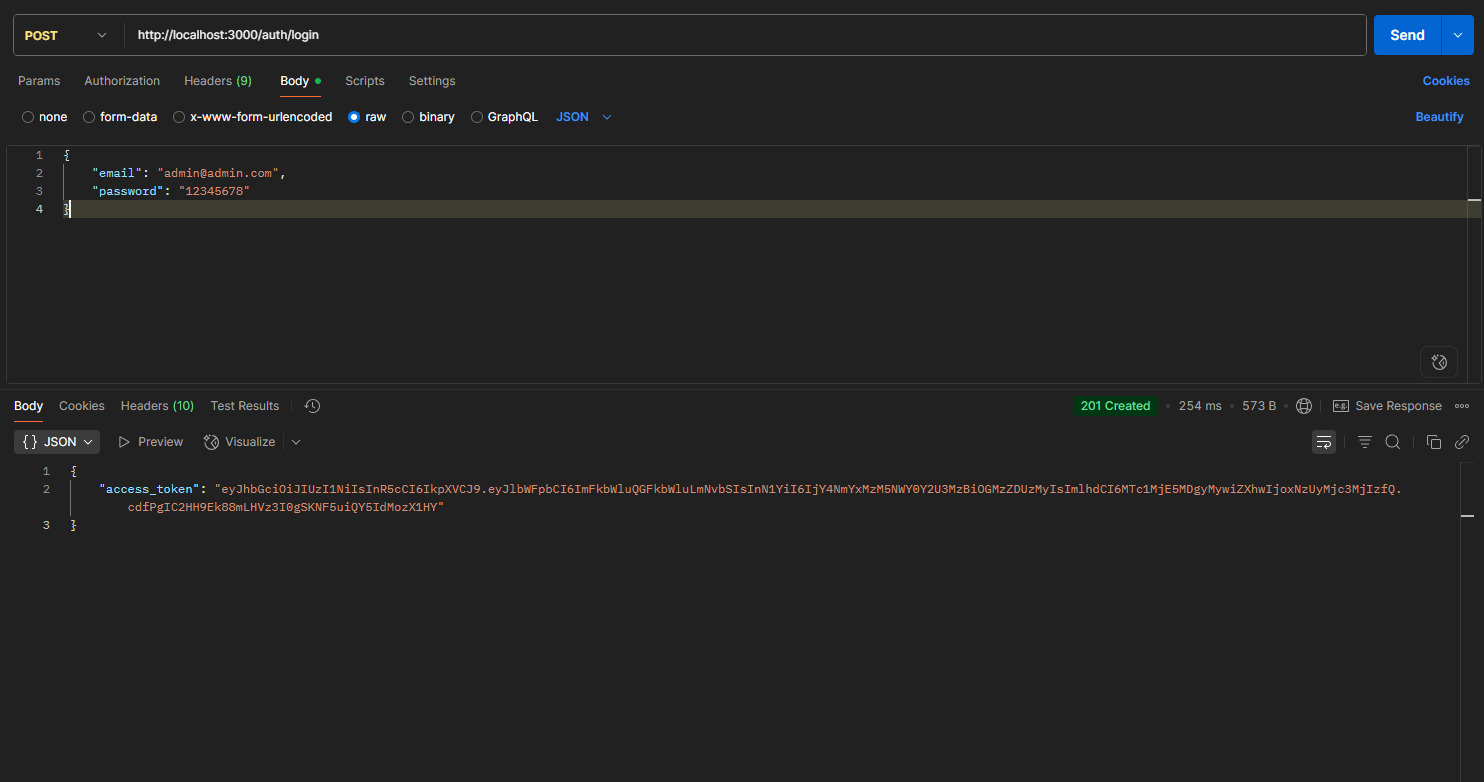 POST http://localhost:3000/auth/login Send
Params Authorization Headers (9) Body Scripts Settings Cookies
none form-data x-www-form-urlencoded raw binary GraphQL JSON Beautify
1 {
2 "email": "admin@admin.com",
3 "password": "12345678"
4 }
Body Cookies Headers (10) Test Results 201 Created • 254 ms • 573 B • e.g. Save Response
{} JSON Preview Visualize
1 {
2 "access_token": "eyJhbGciOiJIUzI1NiIsInR5cCI6IkpXVCJ9.eyJlbWFpbCI6ImFkbWluQGFkbWluLmNvbSIsInN1YiI6IjY4NmYxMzM5NWY0Y2U3MzBiOGMzZDUzMyIsImlhdCI6MTc1MjE5MDgyMywiZXhwIjoxNzUyMjc3MjIzfQ.
cdfPgIC2HH9Ek88mLHVz3I0gSKNF5uiQY5IdMozX1HY"
3 }